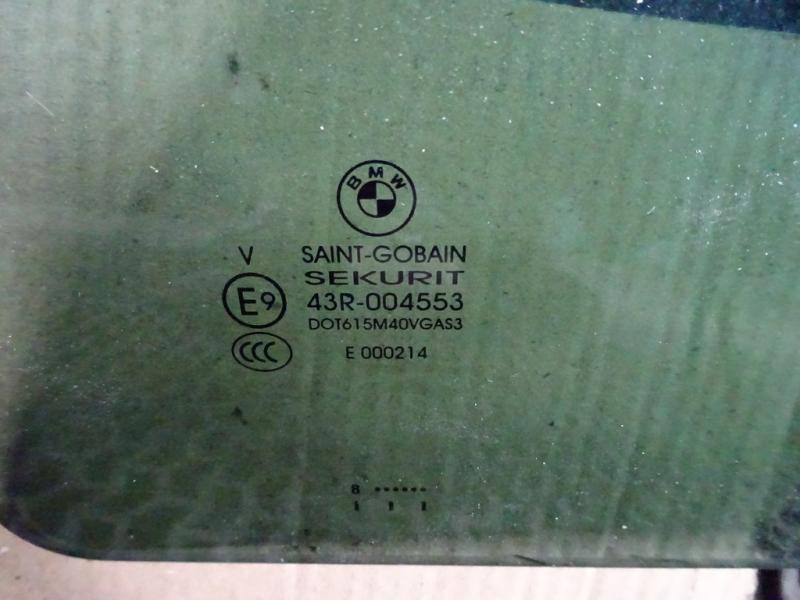 BMW
V SAINT-GOBAIN
SEKURIT
E9 43R-004553
DOT615M40VGAS3
CCC E 000214
8 ......